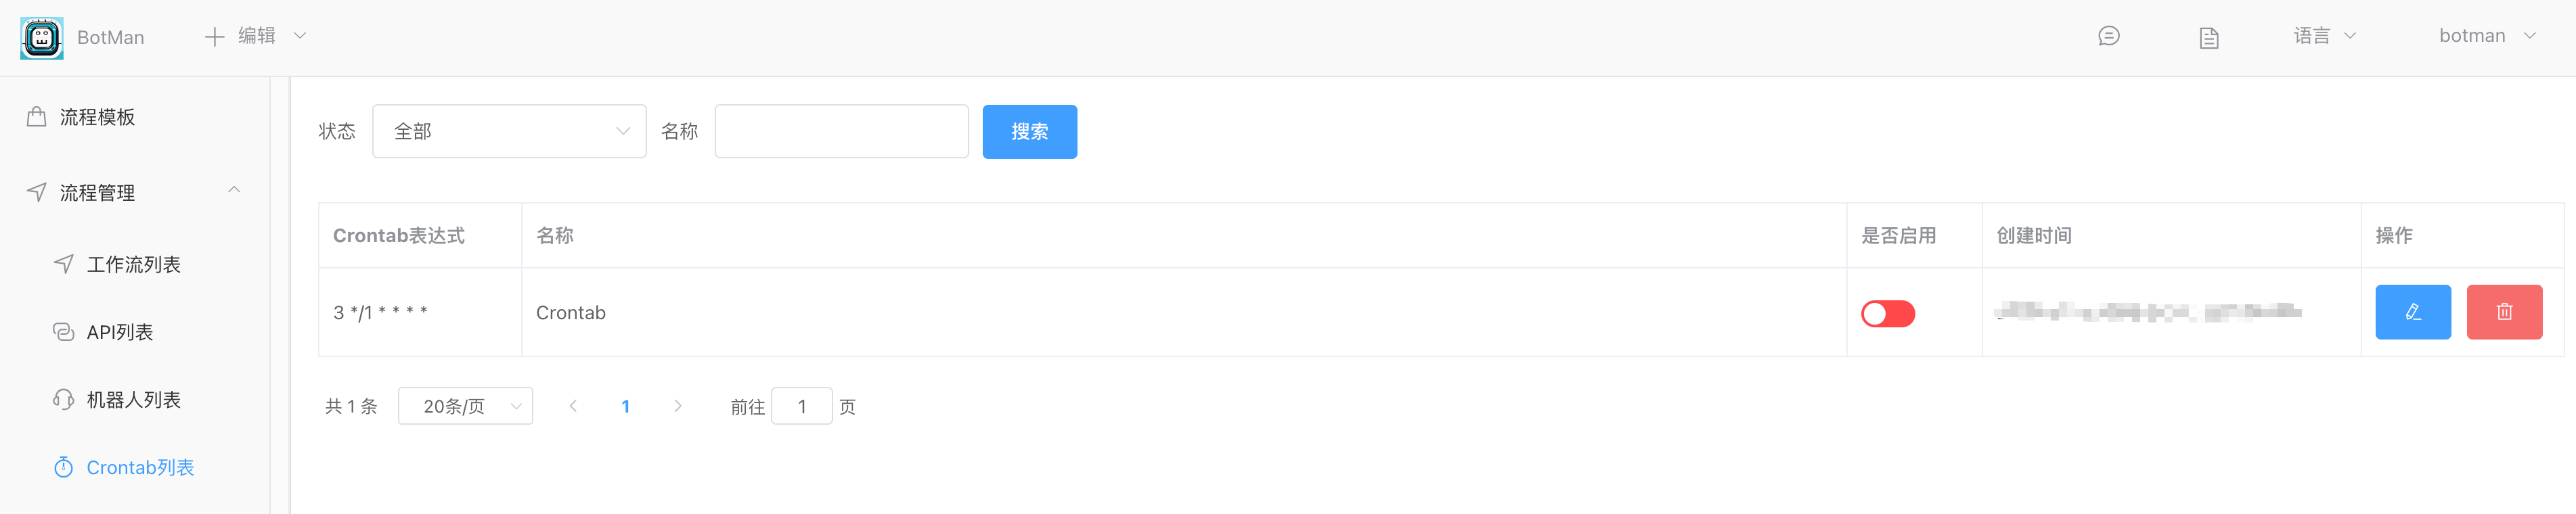 BotMan 编辑 语言 botman
流程模板
流程管理
工作流列表
API列表
机器人列表
Crontab列表
状态 全部 名称 搜索
Crontab表达式 名称 是否启用 创建时间 操作
3 */1 * * * * Crontab
共 1 条 20条/页 1 前往 1 页